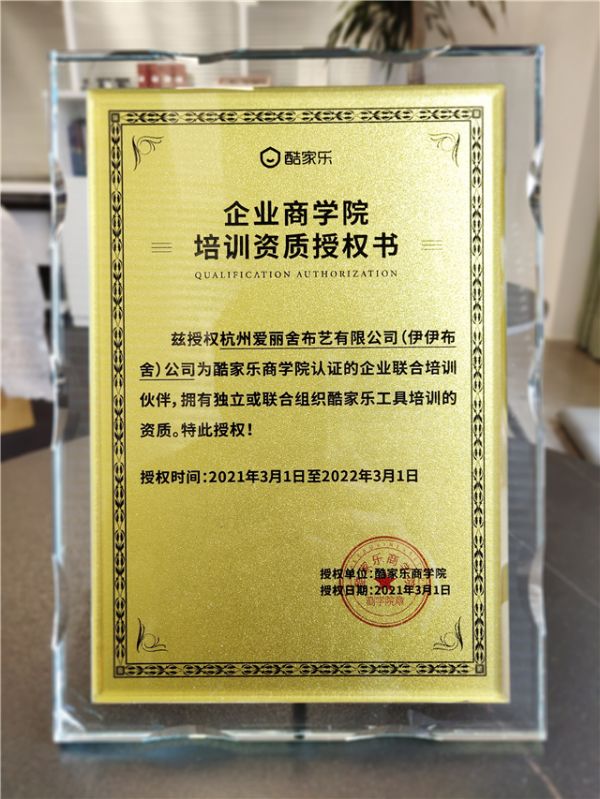 酷家乐
企业商学院
培训资质授权书
QUALIFICATION AUTHORIZATION
兹授权杭州爱丽舍布艺有限公司(伊伊布
舍)公司为酷家乐商学院认证的企业联合培训
伙伴,拥有独立或联合组织酷家乐工具培训的
资质。特此授权!
授权时间:2021年3月1日至2022年3月1日
授权单位:酷家乐商学院
授权日期:2021年3月1日
商学院章